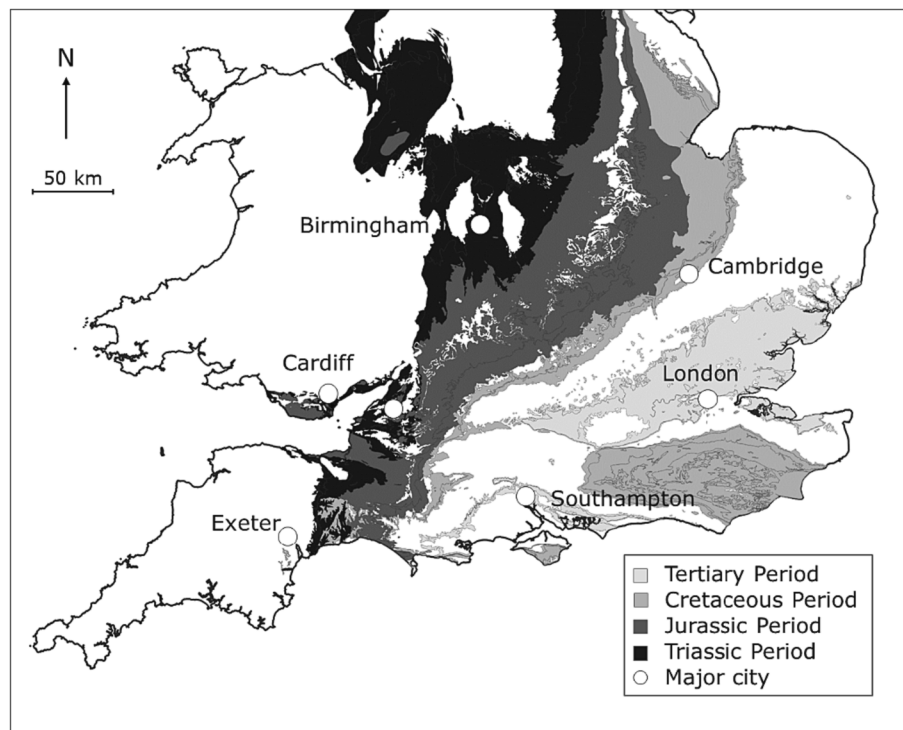 N
50 km
Birmingham
Cambridge
Cardiff
London
Southampton
Exeter
Tertiary Period
Cretaceous Period
Jurassic Period
Triassic Period
Major city